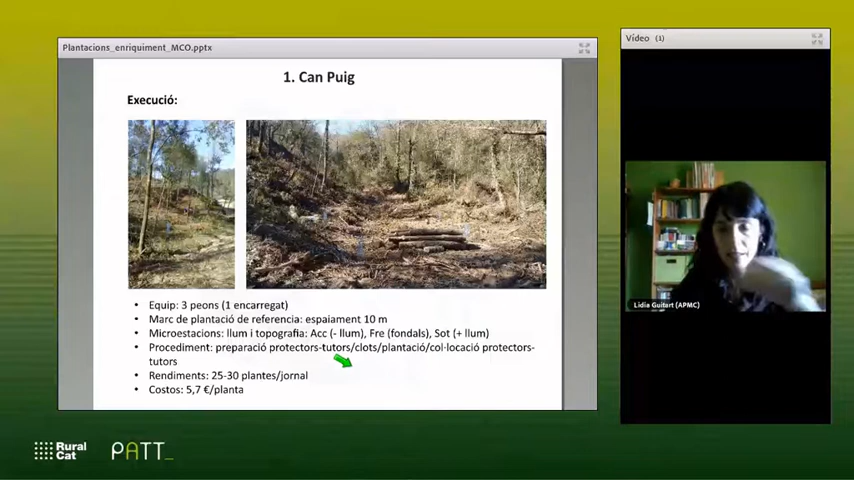 Plantacions_enriquiment_MCO.pptx
Vídeo (1)
1. Can Puig
Execució:
• Equip: 3 peons (1 encarregat)
• Marc de plantació de referencia: espaiament 10 m
• Microestacions: llum i topografia: Acc (- llum), Fre (fondals), Sot (+ llum)
• Procediment: preparació protectors-tutors/clots/plantació/col·locació protectors-
tutors
• Rendiments: 25-30 plantes/jornal
• Costos: 5,7 €/planta
Lidia Guitart (APMC)
Rural
Cat
PATT_